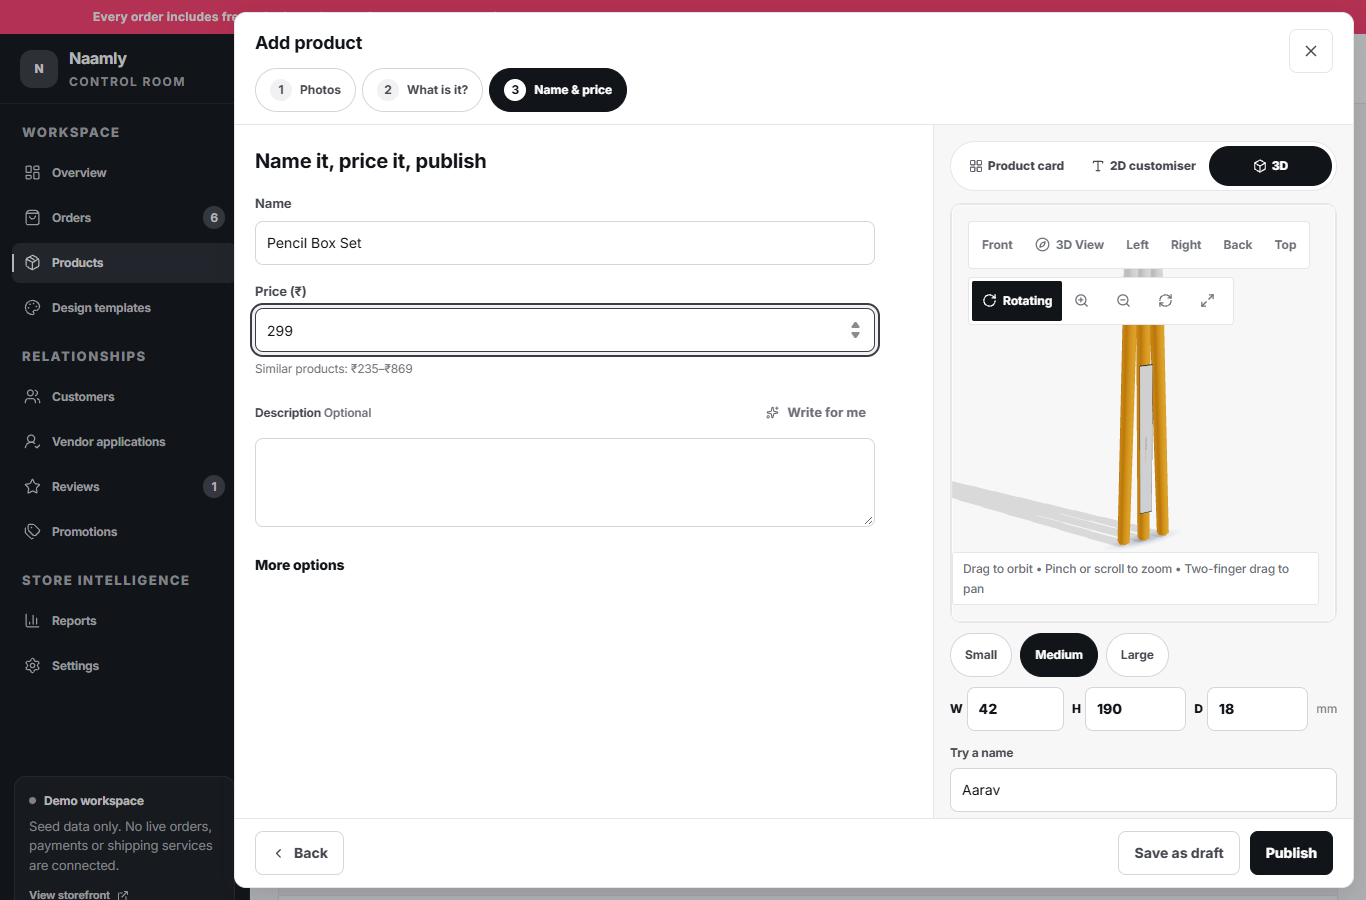 Every order includes fre
N
Naamly
CONTROL ROOM
WORKSPACE
Overview
Orders
6
Products
Design templates
RELATIONSHIPS
Customers
Vendor applications
Reviews
1
Promotions
STORE INTELLIGENCE
Reports
Settings
Demo workspace
Seed data only. No live orders,
payments or shipping services
are connected.
View storefront
Add product
1 Photos
2 What is it?
3 Name & price
Name it, price it, publish
Name
Pencil Box Set
Price (₹)
299
Similar products: ₹235–₹869
Description Optional
Write for me
More options
Back
Save as draft
Publish
Product card
2D customiser
3D
Front
3D View
Left
Right
Back
Top
Rotating
Drag to orbit • Pinch or scroll to zoom • Two-finger drag to
pan
Small
Medium
Large
W 42 H 190 D 18 mm
Try a name
Aarav